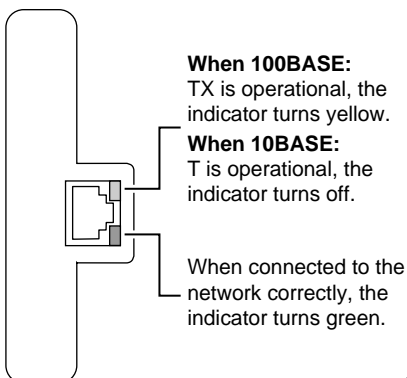 When 100BASE:
TX is operational, the
indicator turns yellow.
When 10BASE:
T is operational, the
indicator turns off.
When connected to the
network correctly, the
indicator turns green.